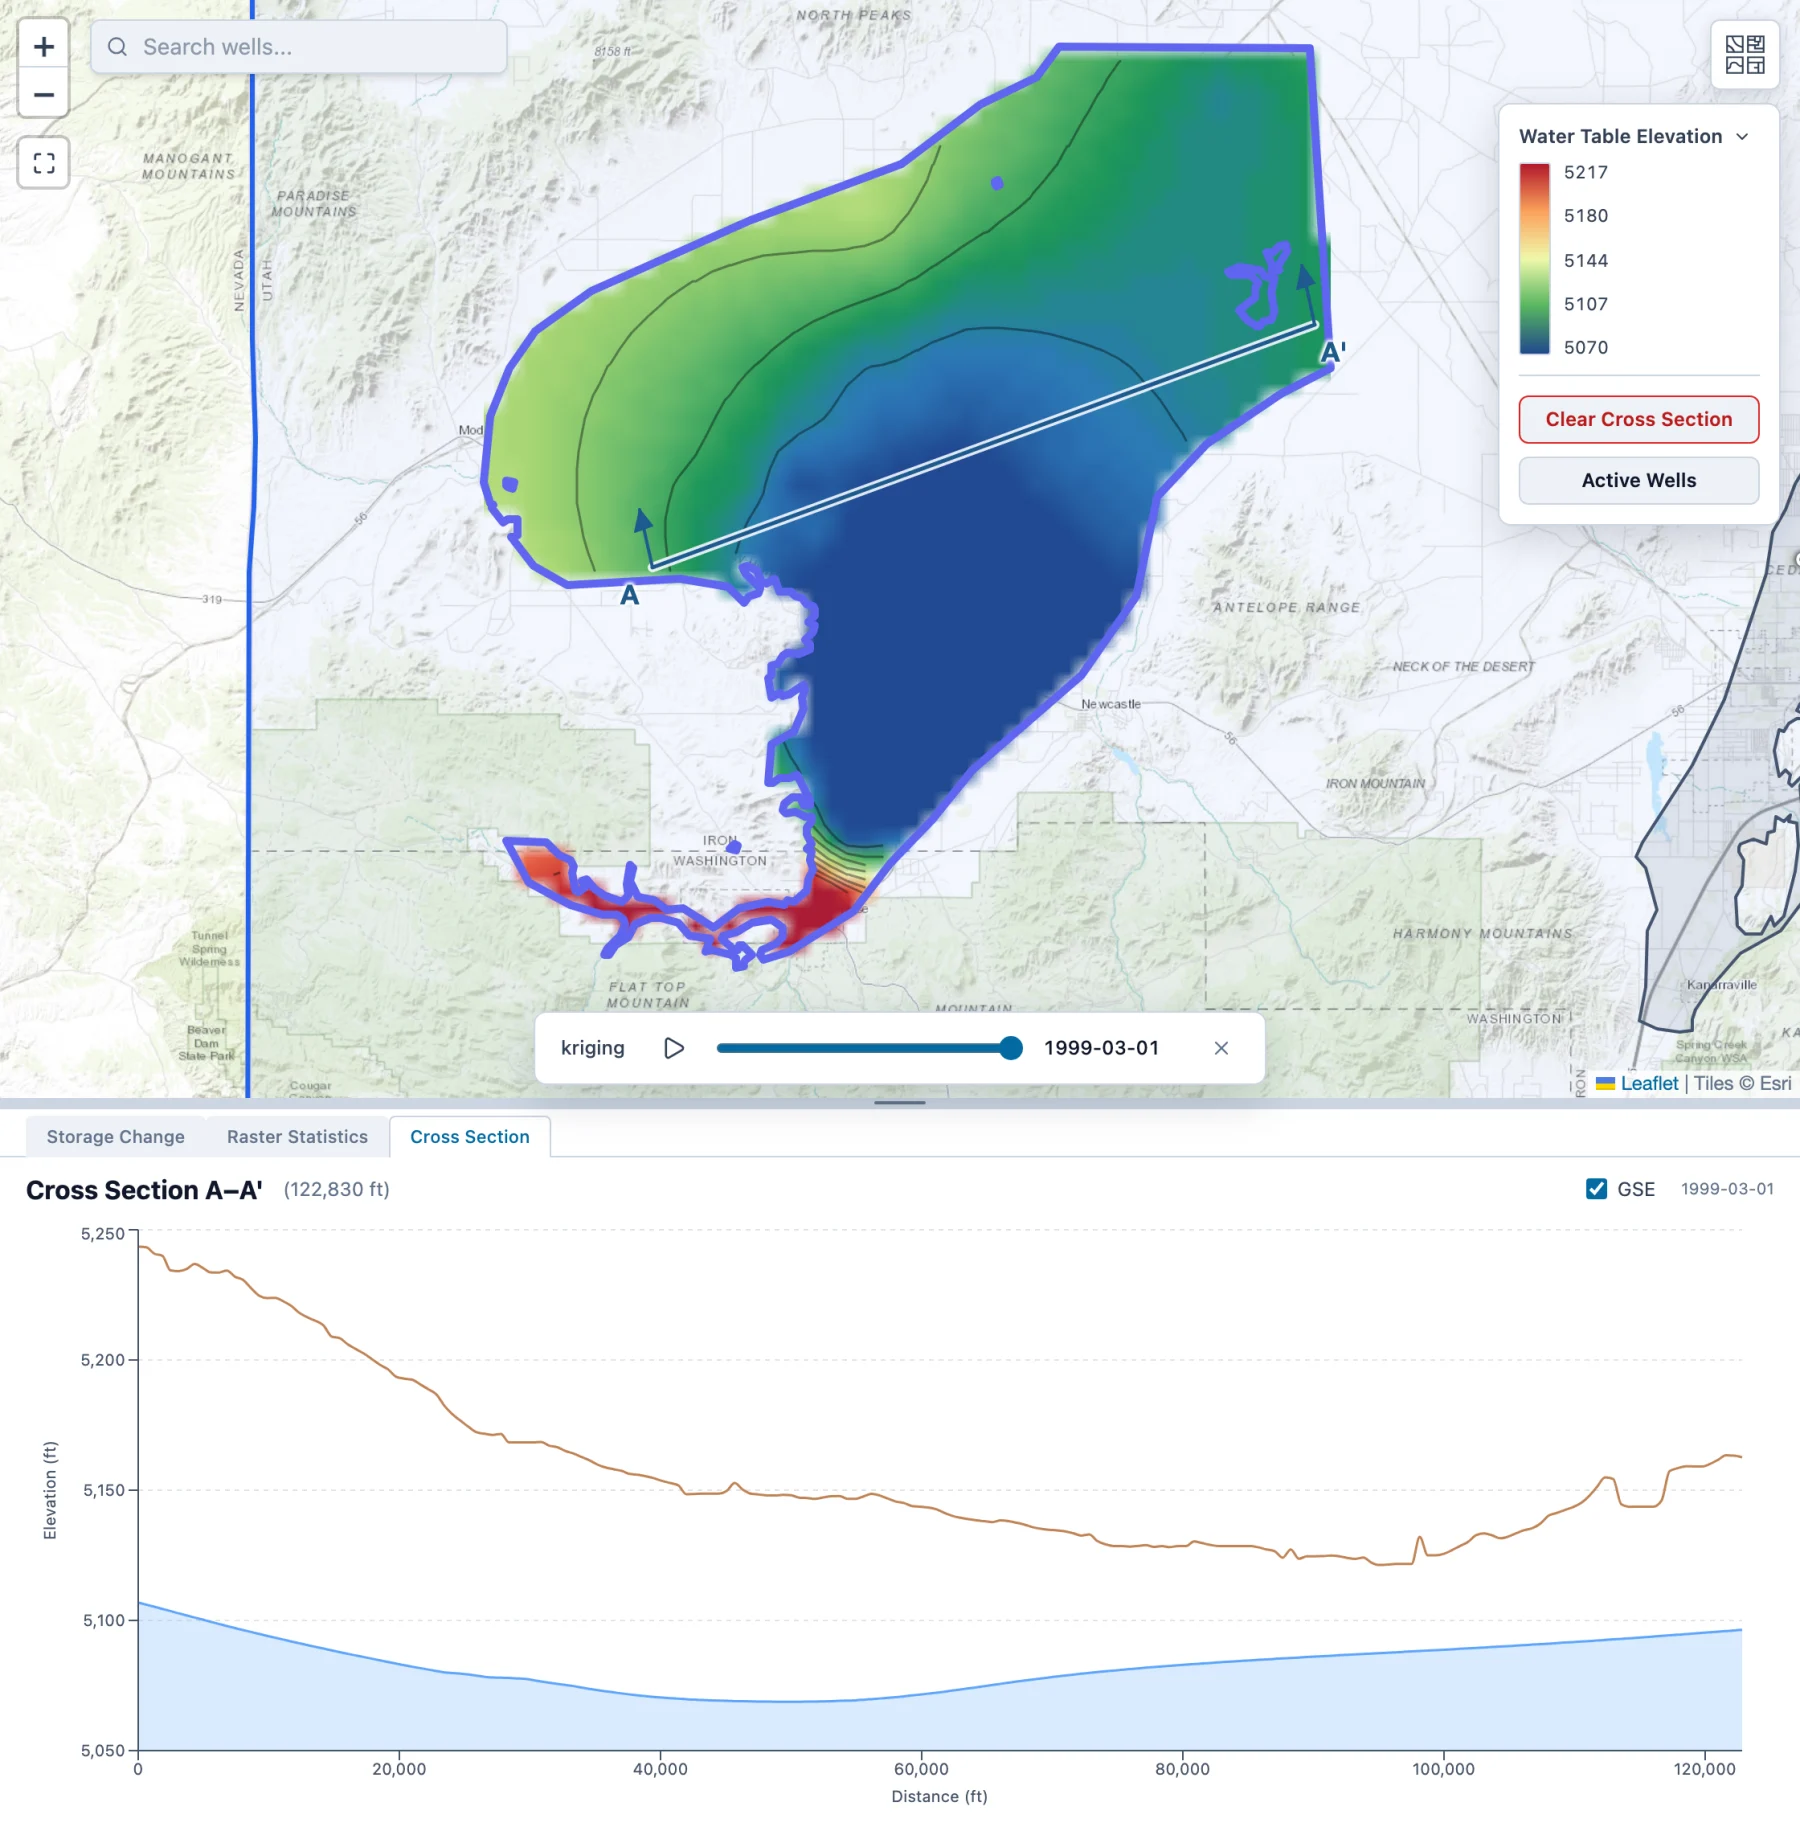 +
Search wells...
−
NORTH PEAKS
8158 ft
MANOGANT
MOUNTAINS
PARADISE
MOUNTAINS
NEVADA
UTAH
Water Table Elevation
5217
5180
5144
5107
5070
Clear Cross Section
Active Wells
A'
Mod
56
A
319
ANTELOPE RANGE
NECK OF THE DESERT
Newcastle
56
56
IRON MOUNTAIN
IRON
WASHINGTON
HARMONY MOUNTAINS
Tunnel
Spring
Wilderness
FLAT TOP
MOUNTAIN
MOUNTAIN
Kanarraville
WASHINGTON
IRON
Beaver
Dam
State Park
Spring Creek
Canyon WSA
Cougar
kriging
1999-03-01
Leaflet | Tiles © Esri
Storage Change
Raster Statistics
Cross Section
Cross Section A–A' (122,830 ft)
GSE
1999-03-01
5,250
5,200
5,150
5,100
5,050
Elevation (ft)
0
20,000
40,000
60,000
80,000
100,000
120,000
Distance (ft)